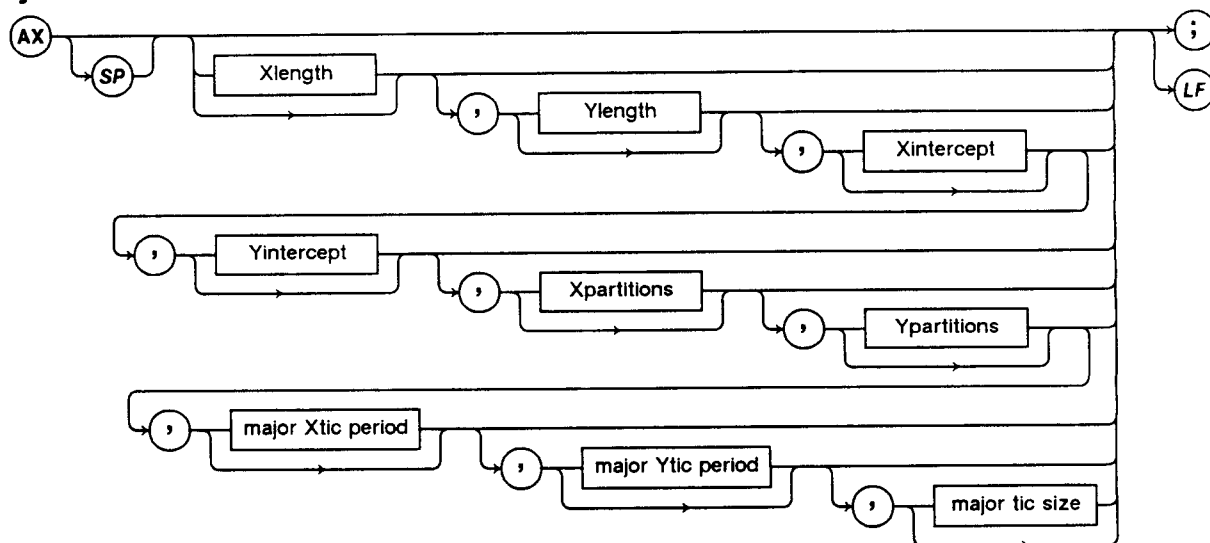 AX ;
SP Xlength LF
, Ylength
, Xintercept
, Yintercept
, Xpartitions
, Ypartitions
, major Xtic period
, major Ytic period
, major tic size